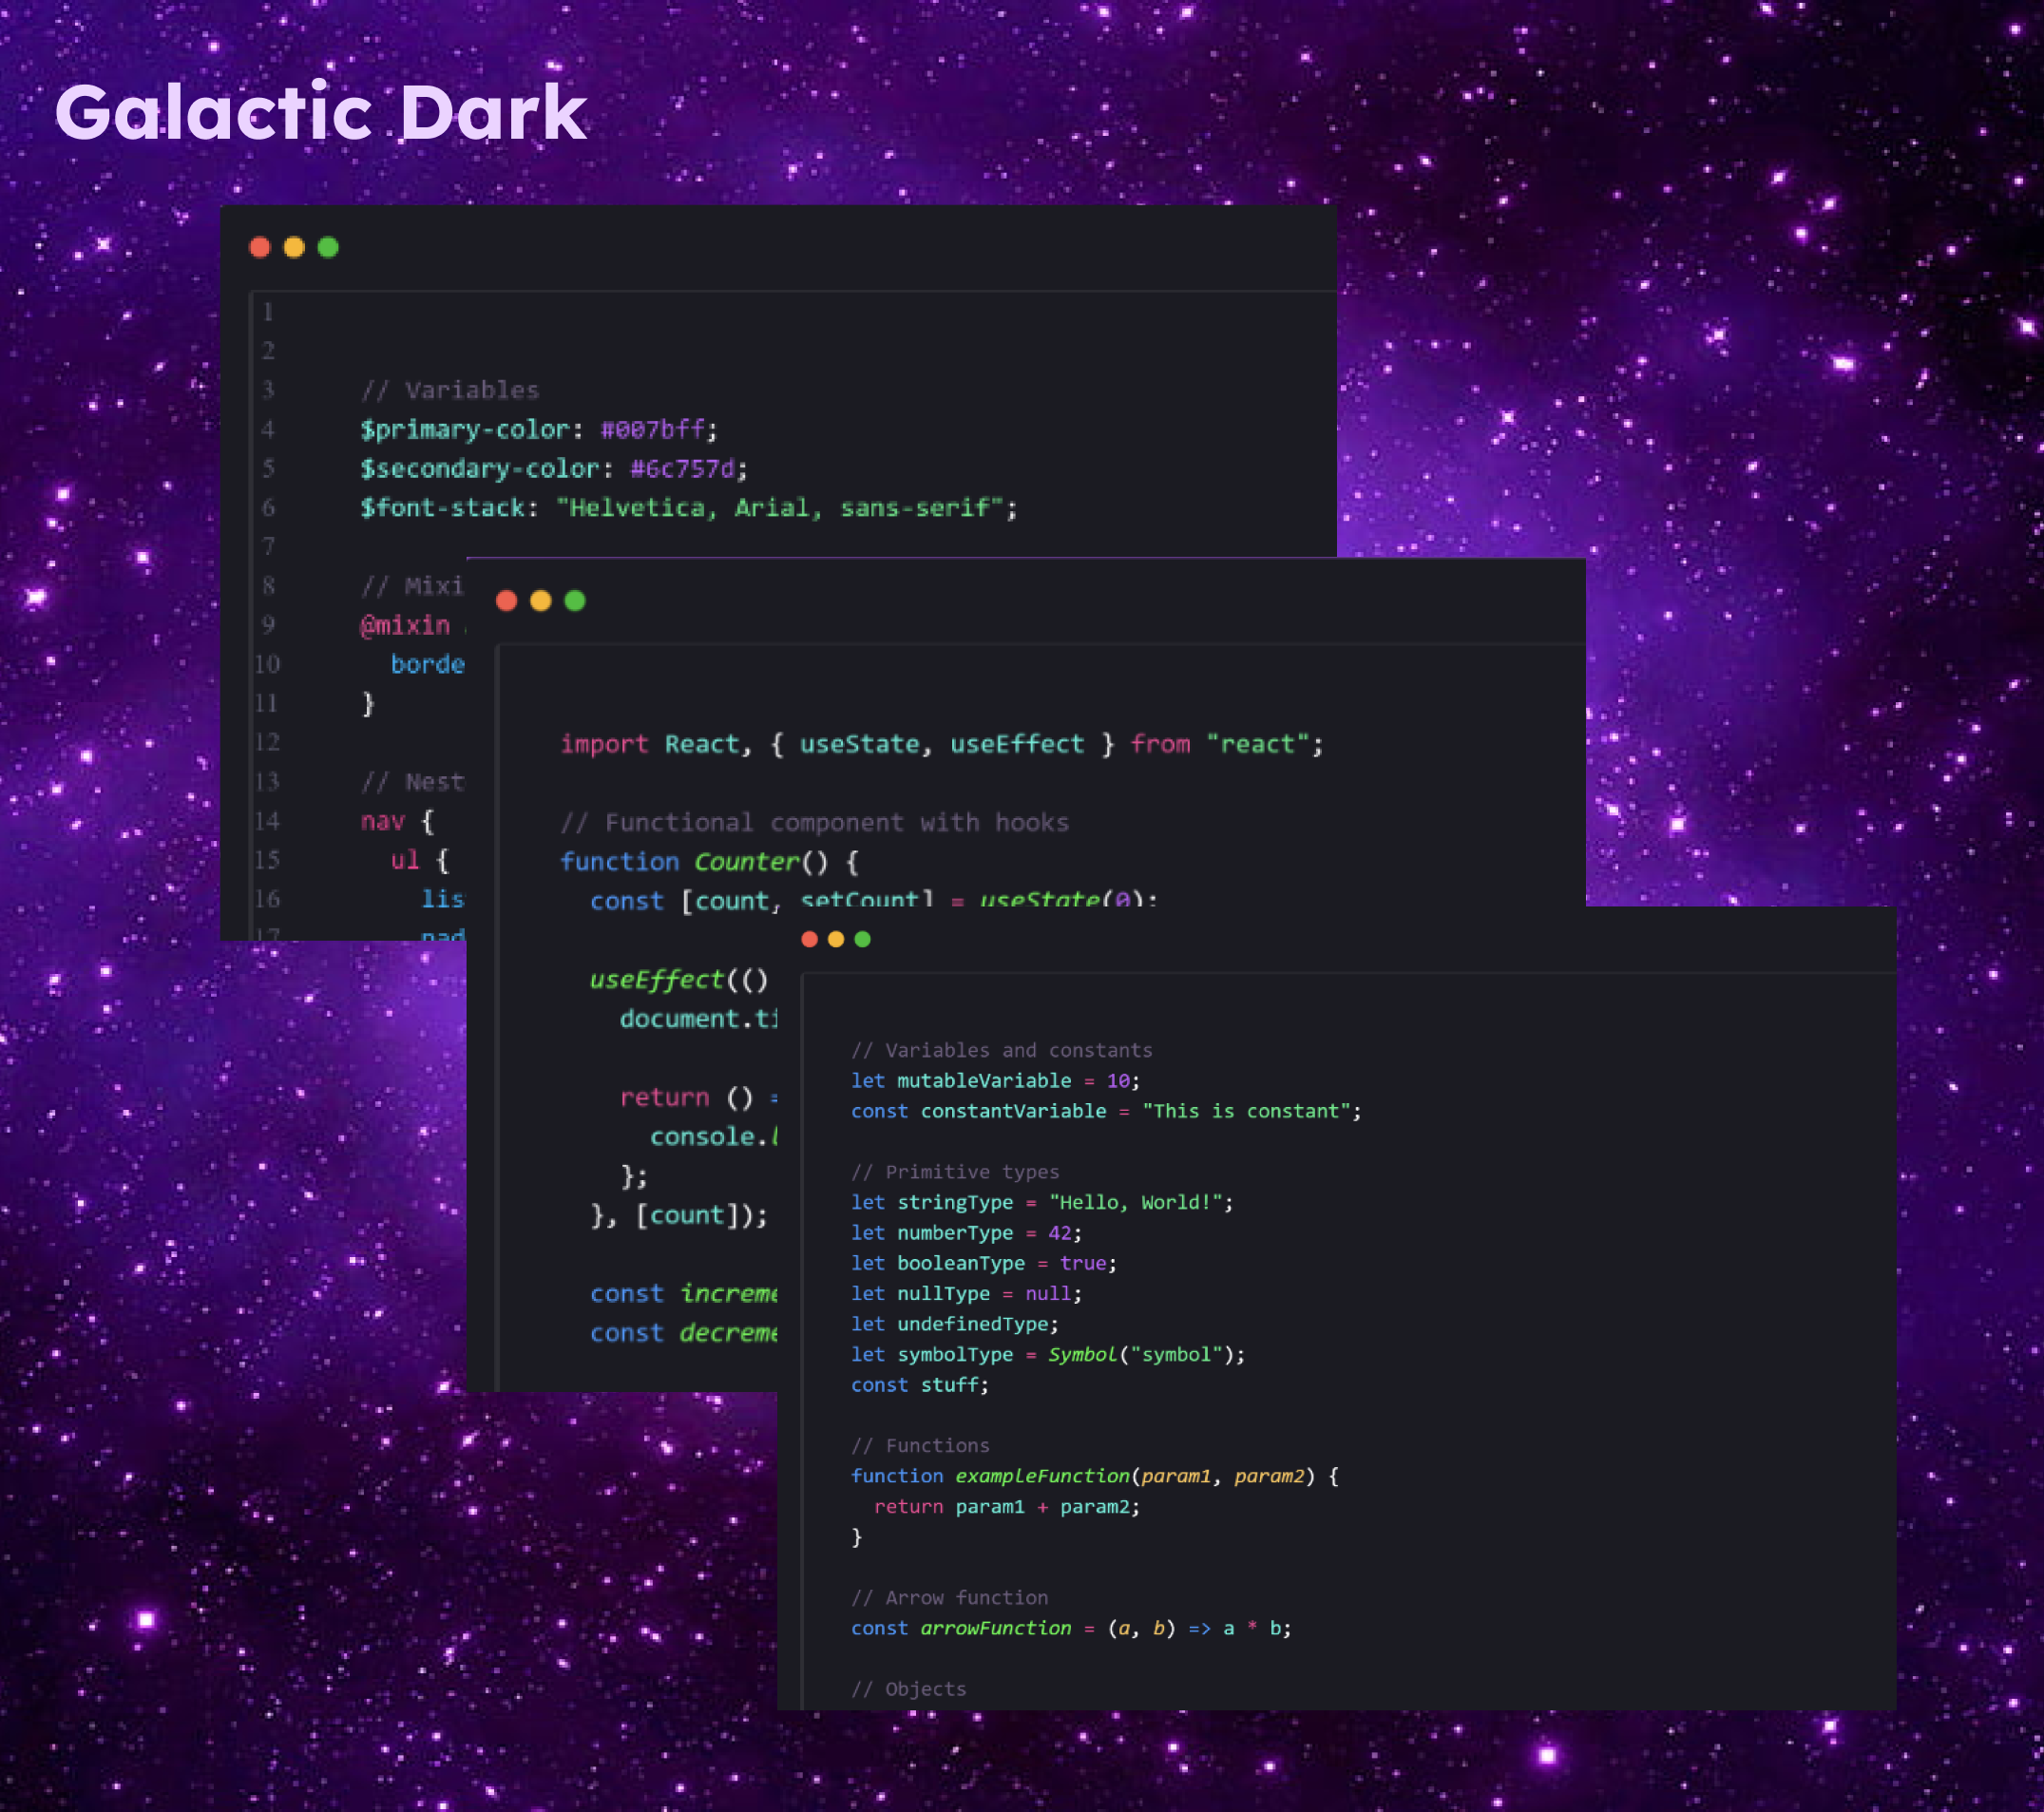 Galactic Dark
1
2
3 // Variables
4 $primary-color: #007bff;
5 $secondary-color: #6c757d;
6 $font-stack: "Helvetica, Arial, sans-serif";
7
8 // Mixi
9 @mixin
10 borde
11 }
12
13 // Nest
14 nav {
15 ul {
16 lis
17 pad
import React, { useState, useEffect } from "react";
// Functional component with hooks
function Counter() {
const [count, setCount] = useState(0);
useEffect(()
document.ti
return () =
console.l
};
}, [count]);
const increme
const decreme
// Variables and constants
let mutableVariable = 10;
const constantVariable = "This is constant";
// Primitive types
let stringType = "Hello, World!";
let numberType = 42;
let booleanType = true;
let nullType = null;
let undefinedType;
let symbolType = Symbol("symbol");
const stuff;
// Functions
function exampleFunction(param1, param2) {
return param1 + param2;
}
// Arrow function
const arrowFunction = (a, b) => a * b;
// Objects